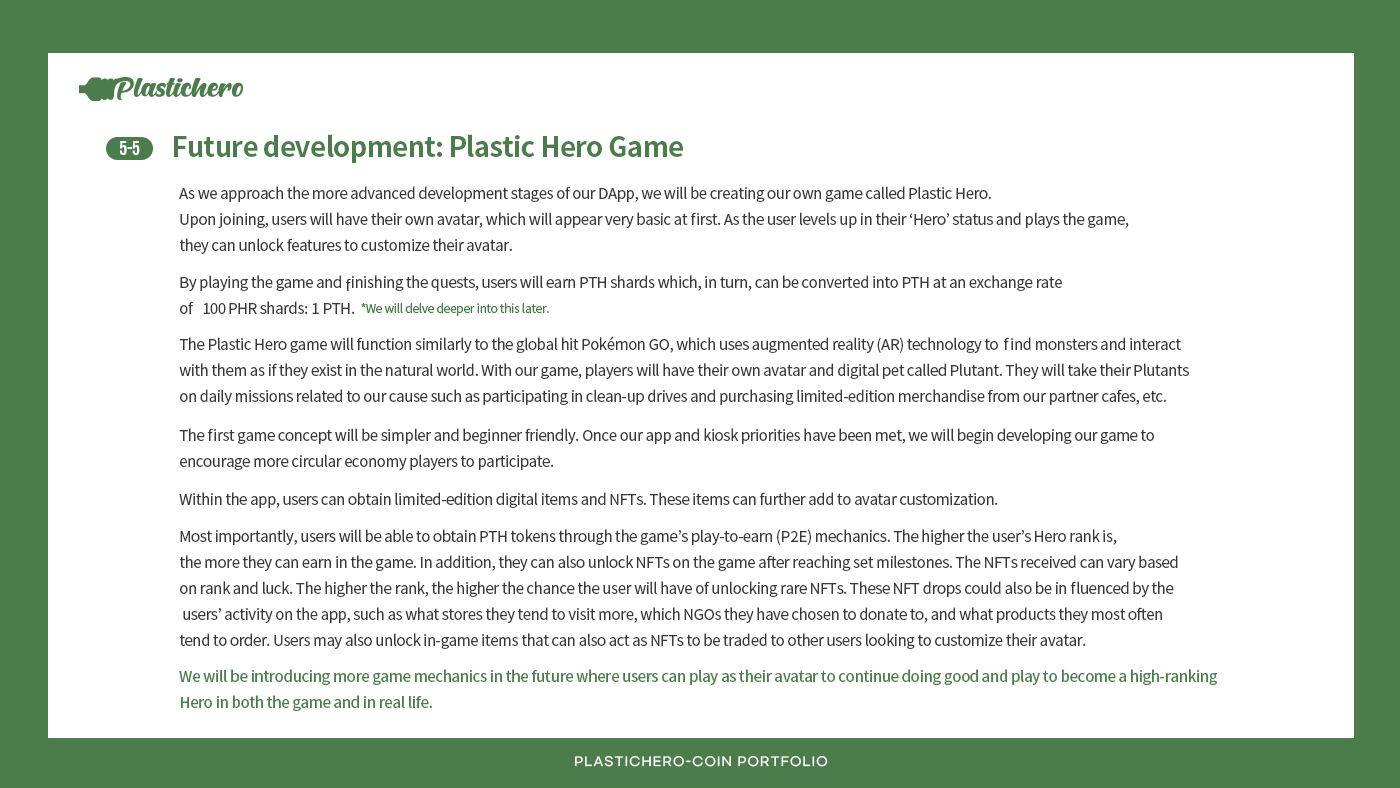 Plastichero
5-5 Future development: Plastic Hero Game
As we approach the more advanced development stages of our DApp, we will be creating our own game called Plastic Hero.
Upon joining, users will have their own avatar, which will appear very basic at first. As the user levels up in their ‘Hero’ status and plays the game,
they can unlock features to customize their avatar.
By playing the game and finishing the quests, users will earn PTH shards which, in turn, can be converted into PTH at an exchange rate
of 100 PHR shards: 1 PTH. *We will delve deeper into this later.
The Plastic Hero game will function similarly to the global hit Pokémon GO, which uses augmented reality (AR) technology to find monsters and interact
with them as if they exist in the natural world. With our game, players will have their own avatar and digital pet called Plutant. They will take their Plutants
on daily missions related to our cause such as participating in clean-up drives and purchasing limited-edition merchandise from our partner cafes, etc.
The first game concept will be simpler and beginner friendly. Once our app and kiosk priorities have been met, we will begin developing our game to
encourage more circular economy players to participate.
Within the app, users can obtain limited-edition digital items and NFTs. These items can further add to avatar customization.
Most importantly, users will be able to obtain PTH tokens through the game’s play-to-earn (P2E) mechanics. The higher the user’s Hero rank is,
the more they can earn in the game. In addition, they can also unlock NFTs on the game after reaching set milestones. The NFTs received can vary based
on rank and luck. The higher the rank, the higher the chance the user will have of unlocking rare NFTs. These NFT drops could also be in fluenced by the
users’ activity on the app, such as what stores they tend to visit more, which NGOs they have chosen to donate to, and what products they most often
tend to order. Users may also unlock in-game items that can also act as NFTs to be traded to other users looking to customize their avatar.
We will be introducing more game mechanics in the future where users can play as their avatar to continue doing good and play to become a high-ranking
Hero in both the game and in real life.
PLASTICHERO-COIN PORTFOLIO